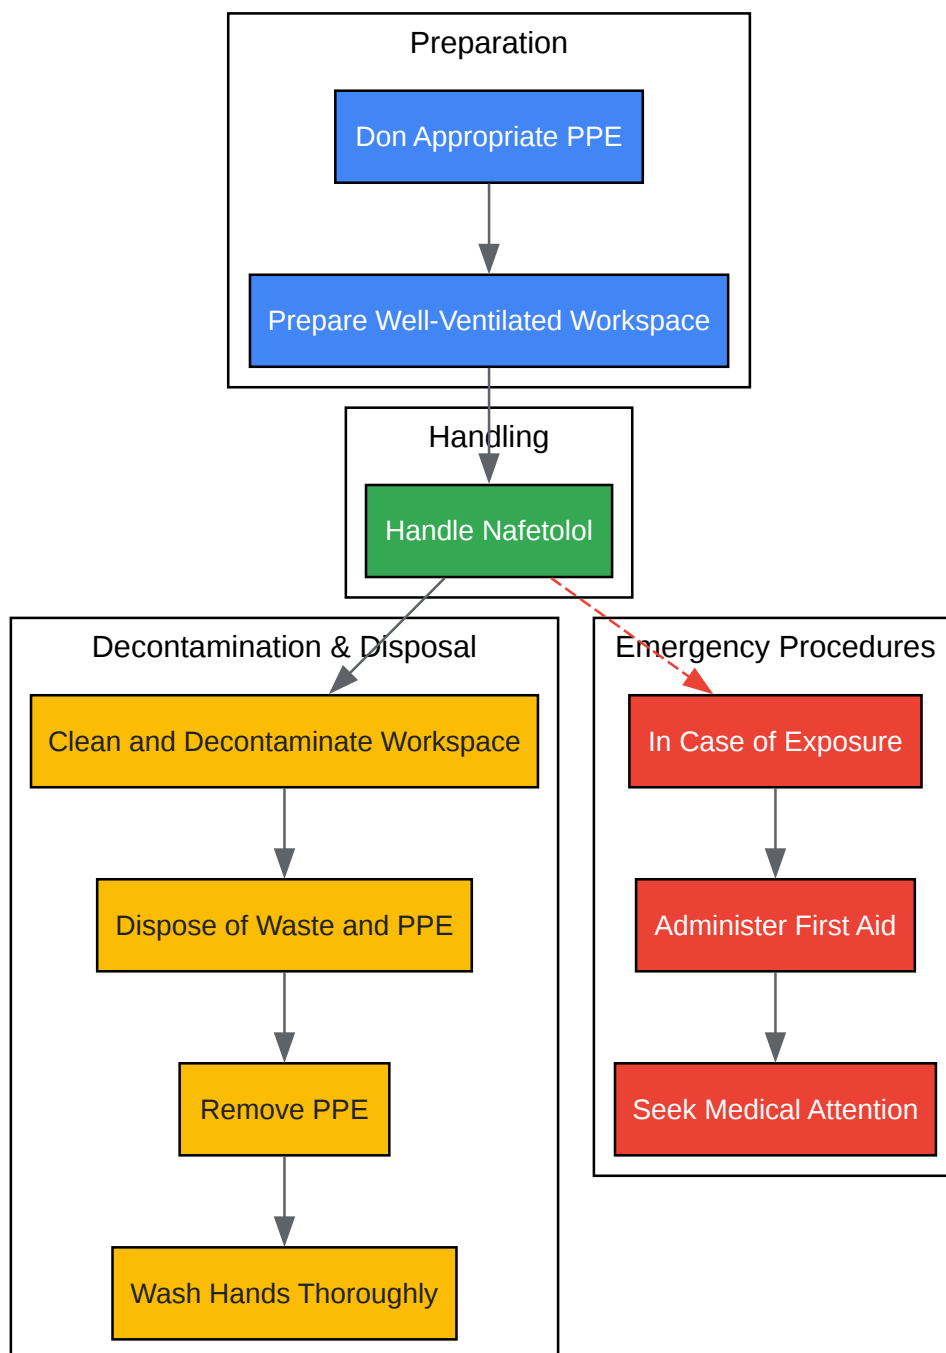 Preparation
Don Appropriate PPE
Prepare Well-Ventilated Workspace
Handling
Handle Nafetolol
Decontamination & Disposal
Clean and Decontaminate Workspace
Dispose of Waste and PPE
Remove PPE
Wash Hands Thoroughly
Emergency Procedures
In Case of Exposure
Administer First Aid
Seek Medical Attention